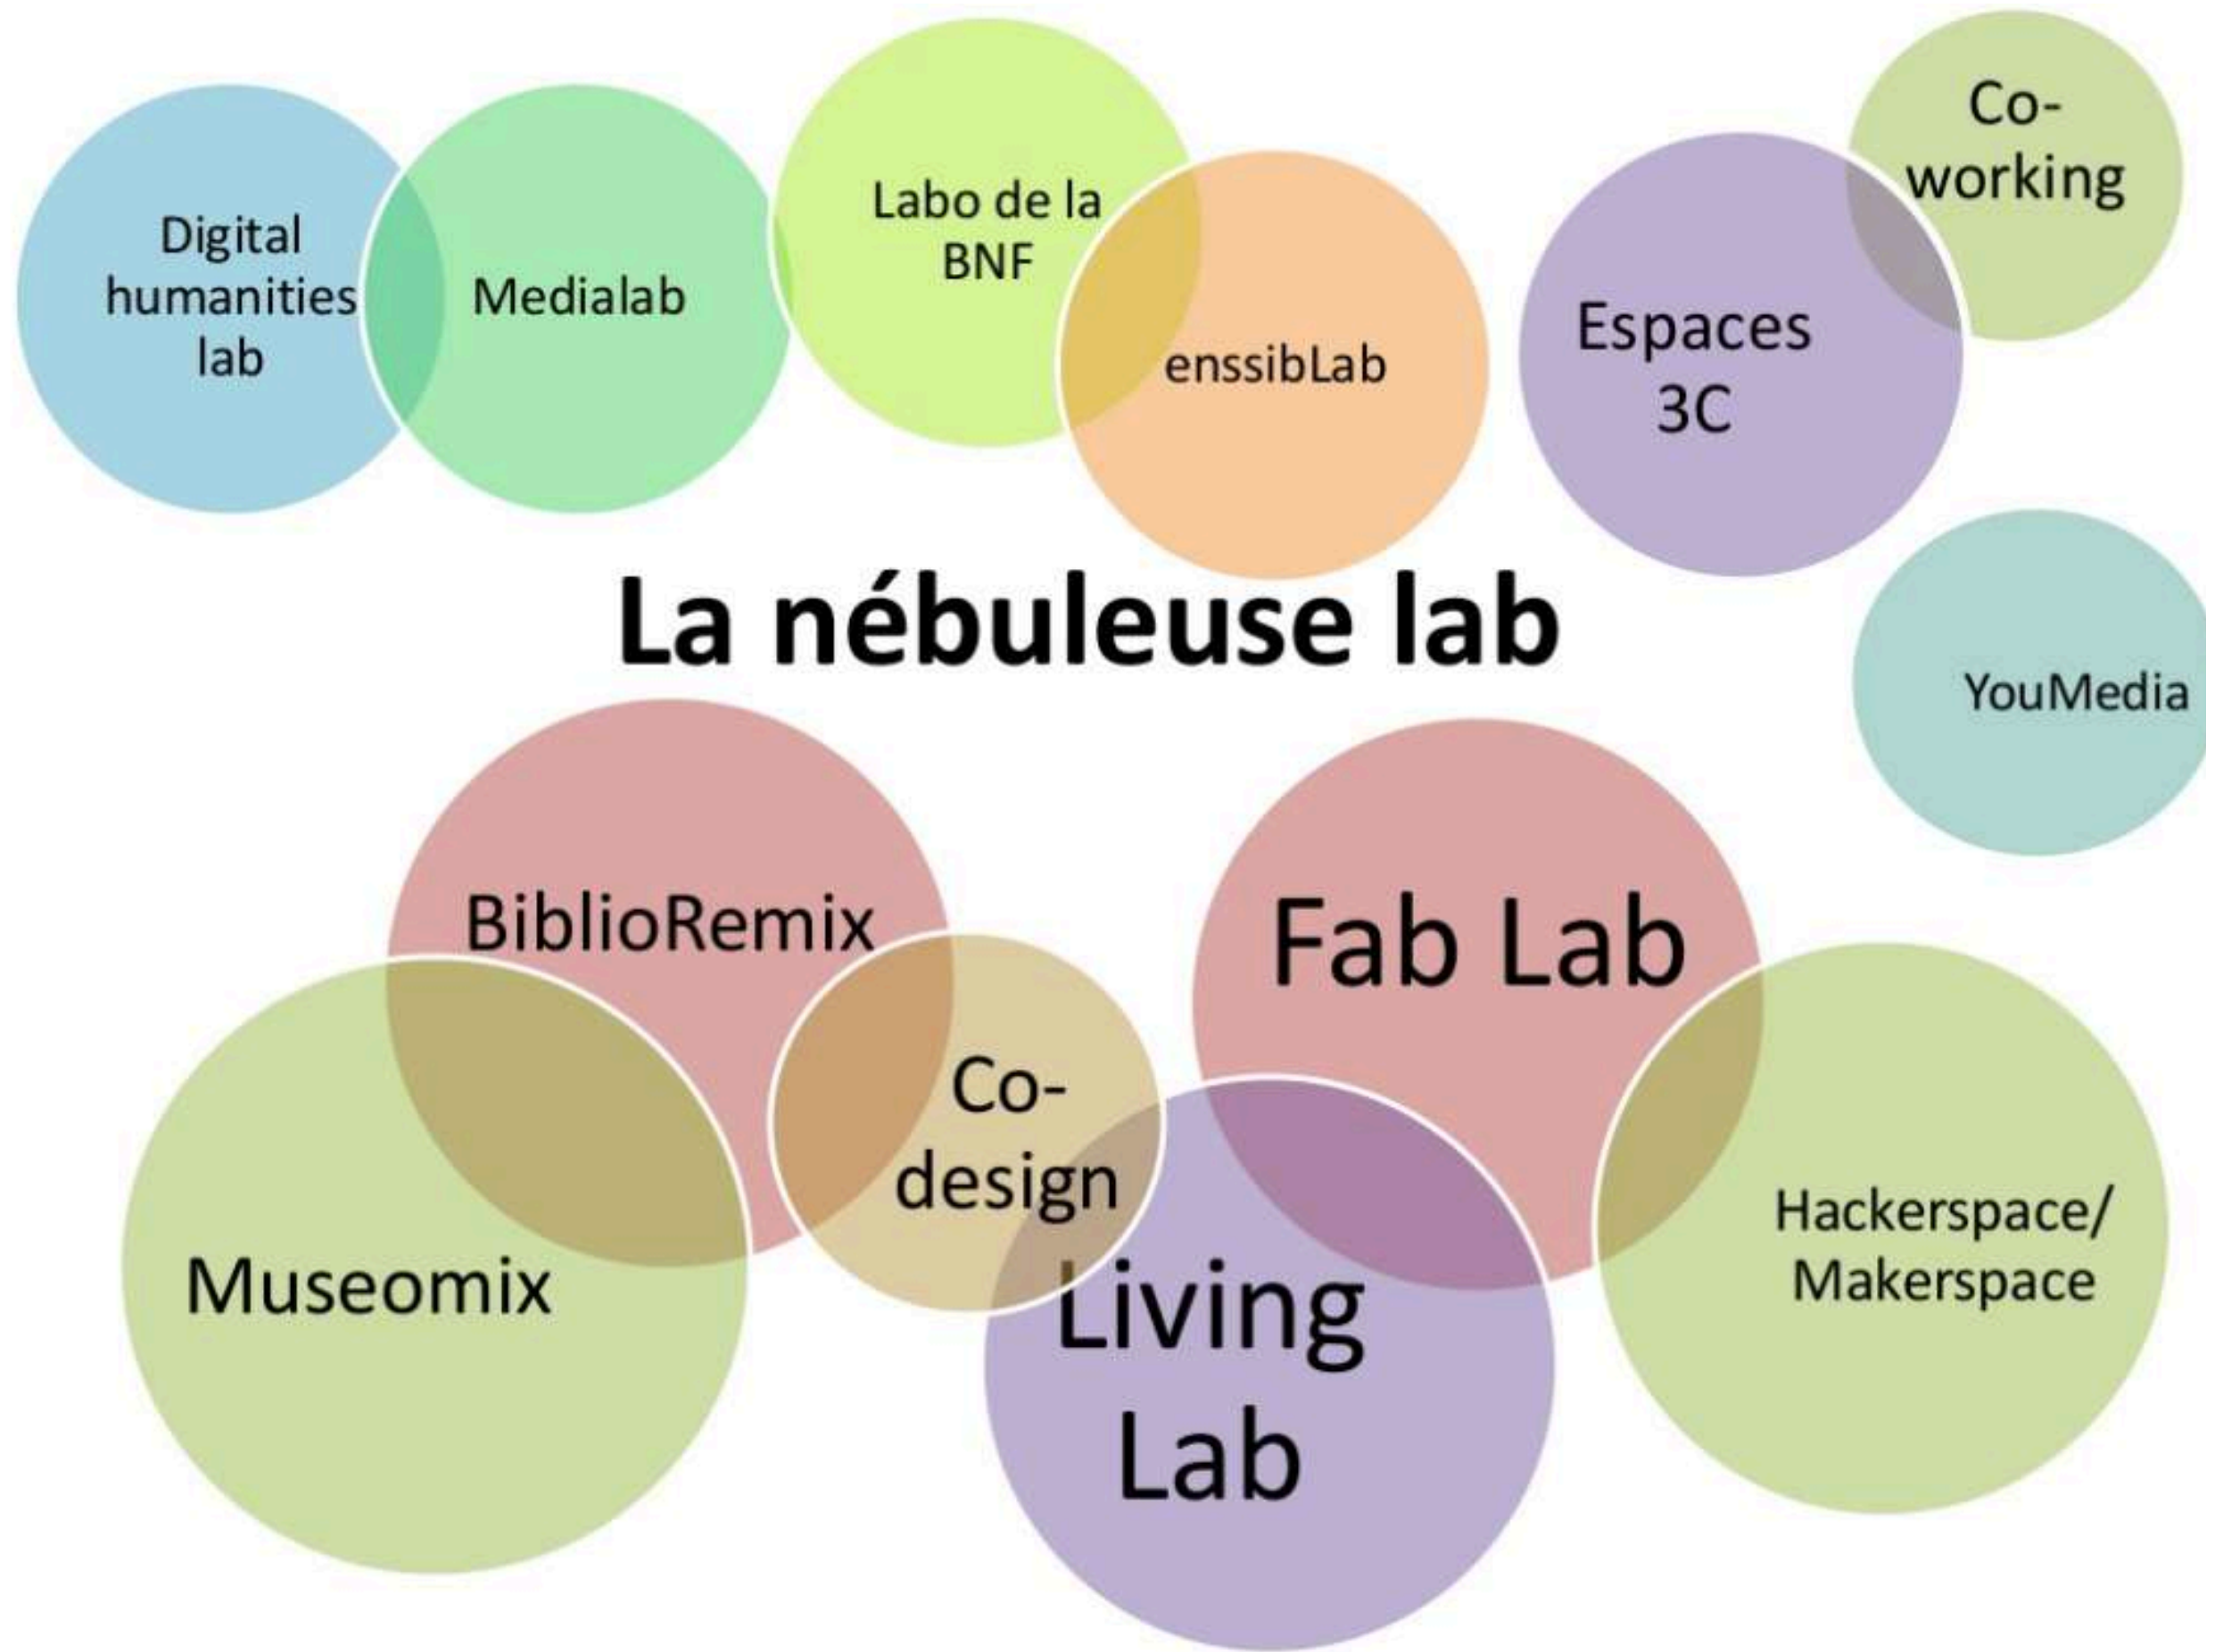 Digital
humanities
lab
Medialab
Labo de la
BNF
enssibLab
Espaces
3C
Co-
working
La nébuleuse lab
YouMedia
BiblioRemix
Fab Lab
Co-
design
Museomix
Living
Lab
Hackerspace/
Makerspace